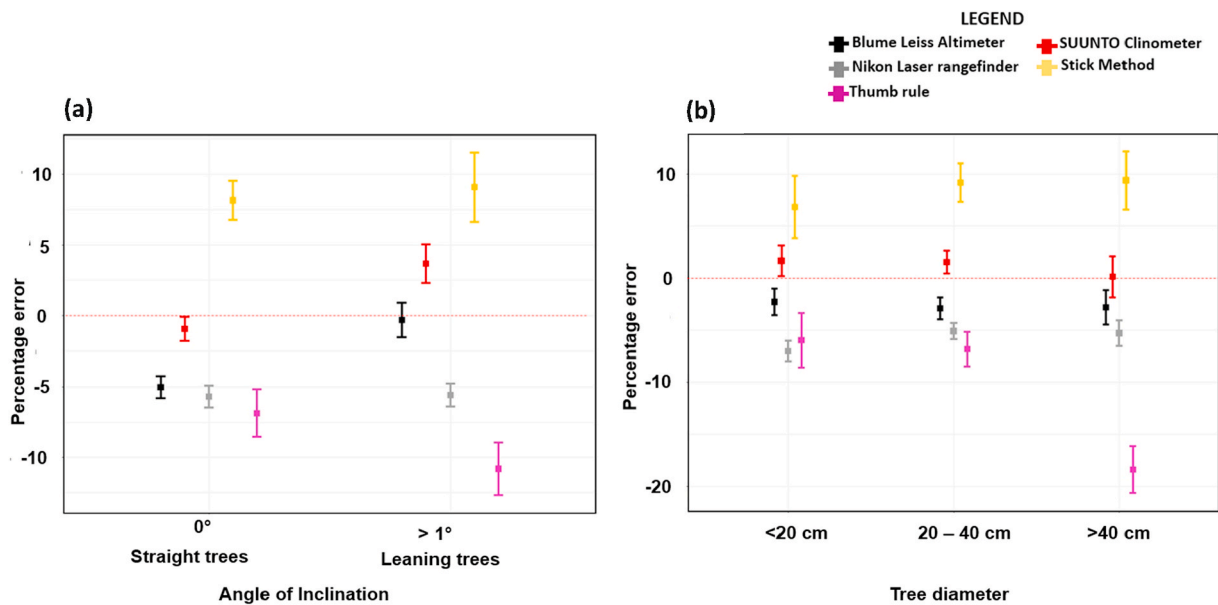 LEGEND
Blume Leiss Altimeter
SUUNTO Clinometer
Nikon Laser rangefinder
Stick Method
Thumb rule
(a)
Percentage error
10
5
0
-5
-10
0°
> 1°
Straight trees
Leaning trees
Angle of Inclination
(b)
Percentage error
10
0
-10
-20
<20 cm
20 – 40 cm
>40 cm
Tree diameter